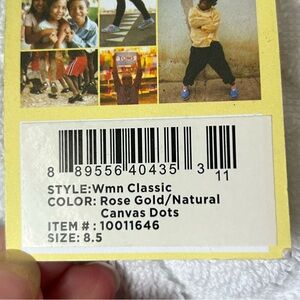 TOMS
8 89556 40435 3 11
STYLE:Wmn Classic
COLOR: Rose Gold/Natural
Canvas Dots
ITEM # : 10011646
SIZE: 8.5